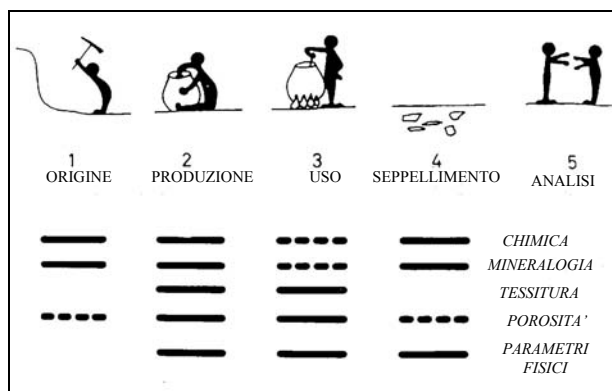 1 2 3 4 5
ORIGINE PRODUZIONE USO SEPPELLIMENTO ANALISI
CHIMICA
MINERALOGIA
TESSITURA
POROSITA’
PARAMETRI
FISICI